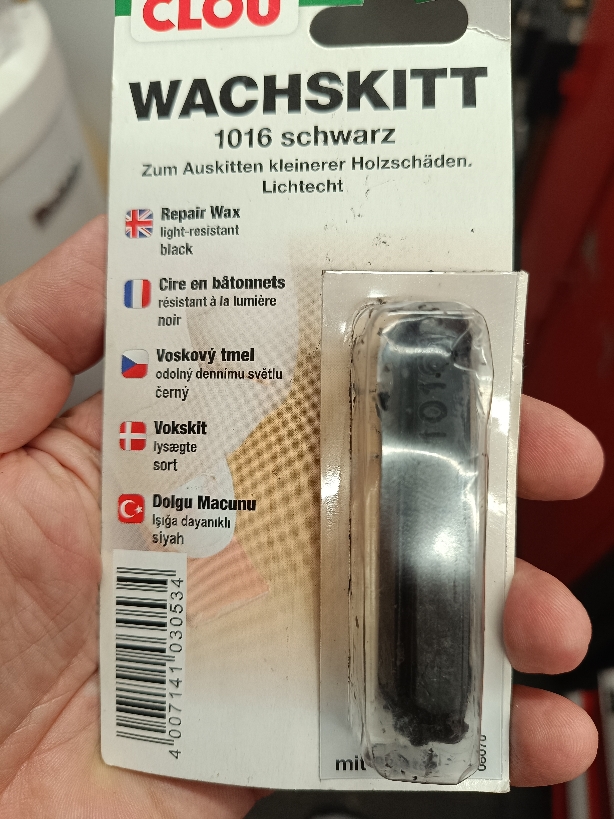 CLOU
WACHSKITT
1016 schwarz
Zum Auskitten kleinerer Holzschäden.
Lichtecht
Repair Wax
light-resistant
black
Cire en bâtonnets
résistant à la lumière
noir
Voskový tmel
odolný dennímu světlu
černý
Vokskit
lysægte
sort
Dolgu Macunu
Işığa dayanıklı
siyah
4 007141 030534
1016
mit